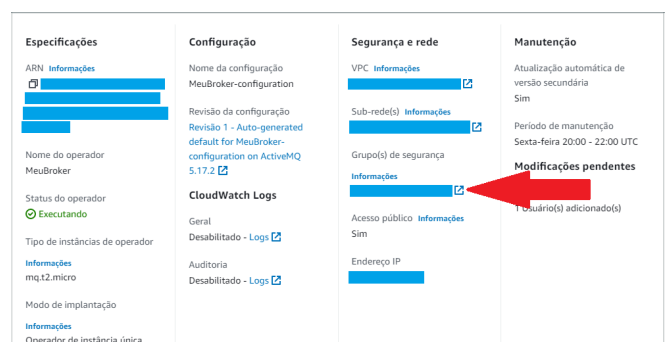 Especificações
ARN Informações
Nome do operador
MeuBroker
Status do operador
Executando
Tipo de instâncias de operador
Informações
mq.t2.micro
Modo de implantação
Informações
Operador de instância única
Configuração
Nome da configuração
MeuBroker-configuration
Revisão da configuração
Revisão 1 - Auto-generated
default for MeuBroker-
configuration on ActiveMQ
5.17.2
CloudWatch Logs
Geral
Desabilitado - Logs
Auditoria
Desabilitado - Logs
Segurança e rede
VPC Informações
Sub-rede(s) Informações
Grupo(s) de segurança
Informações
Acesso público Informações
Sim
Endereço IP
Manutenção
Atualização automática de
versão secundária
Sim
Período de manutenção
Sexta-feira 20:00 - 22:00 UTC
Modificações pendentes
1 Usuário(s) adicionado(s)